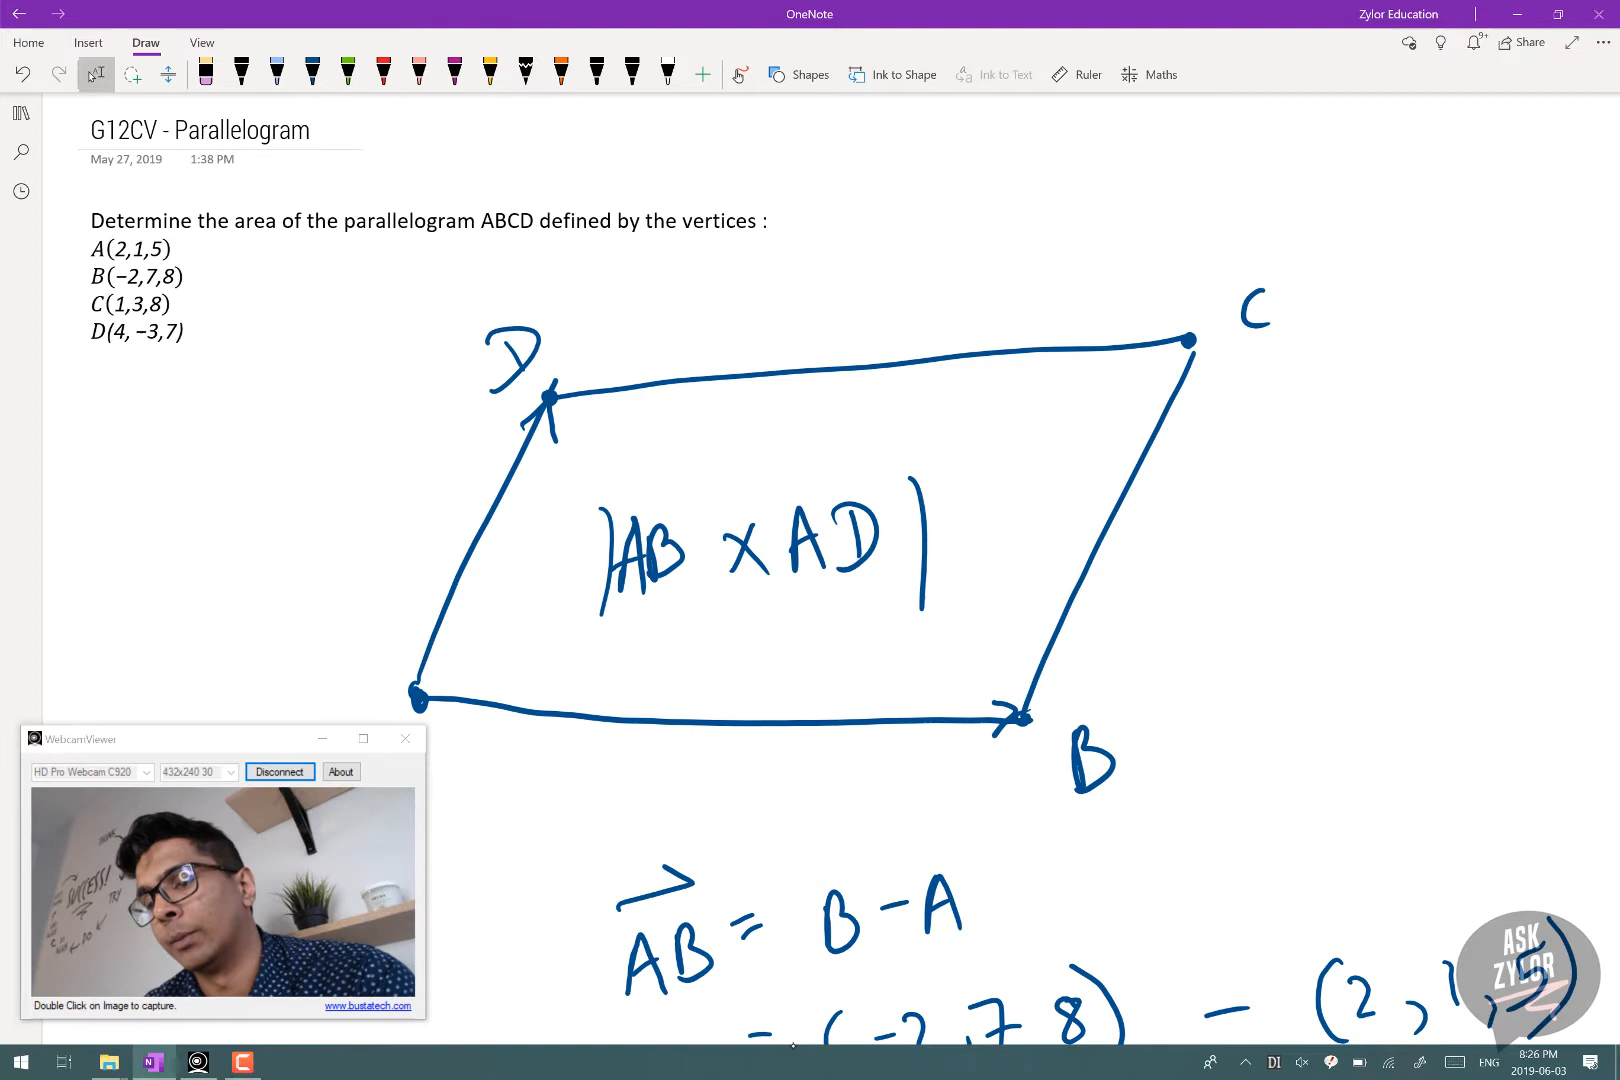 OneNote
Zylor Education
Home Insert Draw View
9+ Share
Shapes Ink to Shape Ink to Text Ruler Maths
G12CV - Parallelogram
May 27, 2019 1:38 PM
Determine the area of the parallelogram ABCD defined by the vertices :
A(2,1,5)
B(−2,7,8)
C(1,3,8)
D(4, −3,7)
C
D
|AB X AD|
B
WebcamViewer
HD Pro Webcam C920 432x240 30 Disconnect About
SUCCESS!
TRY
DO
Double Click on Image to capture. www.bustatech.com
AB = B - A
= (-2,7 8) - (2,1,5)
ASK
ZYLOR
ENG
8:26 PM
2019-06-03